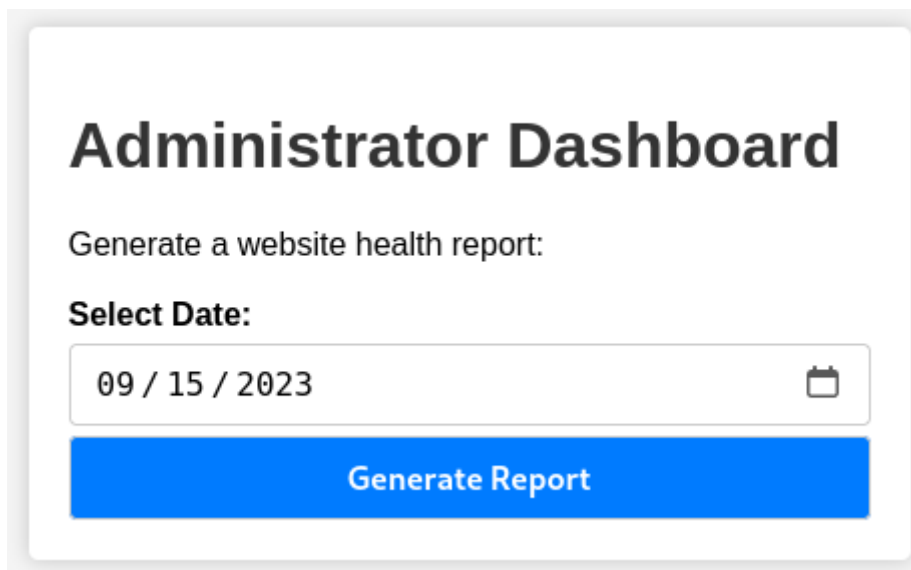 Administrator Dashboard
Generate a website health report:
Select Date:
09/15/2023
Generate Report